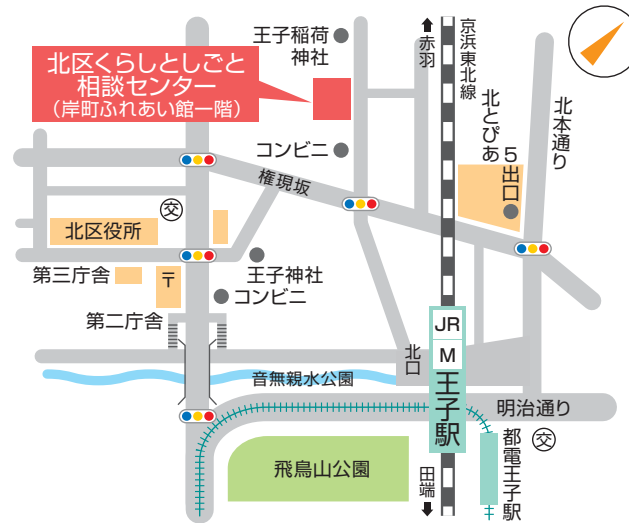 王子稲荷
神社
赤羽
京浜東北線
北区くらしとしごと
相談センター
(岸町ふれあい館一階)
コンビニ
権現坂
北とぴあ
5出口
北本通り
交
北区役所
第三庁舎
〒
王子神社
コンビニ
第二庁舎
JR
M
王子駅
北口
音無親水公園
明治通り
飛鳥山公園
田端
都電王子駅
交